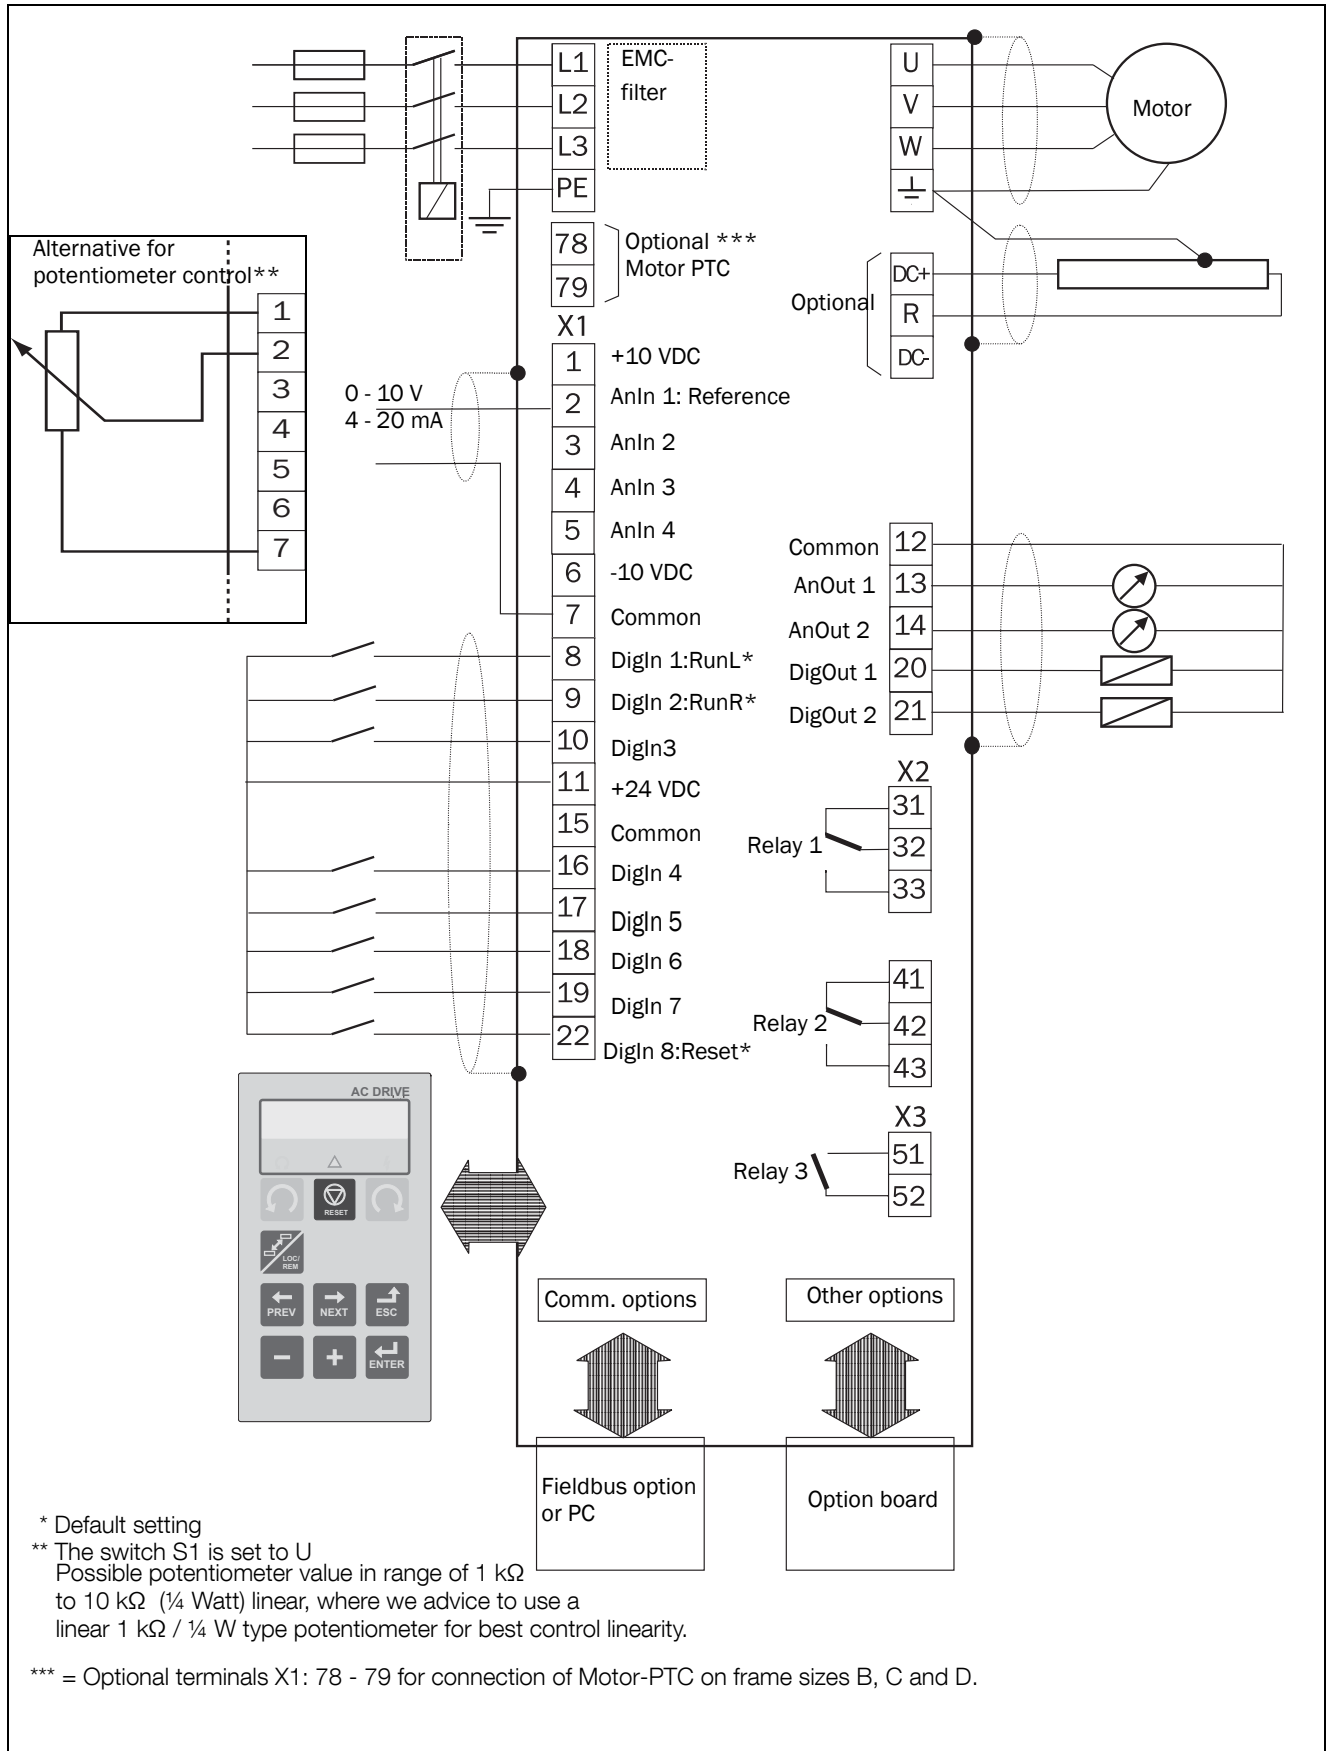 L1
L2
L3
PE
EMC-
filter
U
V
W
Motor
78
79
Optional ***
Motor PTC
Alternative for
potentiometer control**
1
2
3
4
5
6
7
Optional
DC+
R
DC-
X1
1 +10 VDC
2 AnIn 1: Reference
3 AnIn 2
4 AnIn 3
5 AnIn 4
6 -10 VDC
7 Common
8 DigIn 1:RunL*
9 DigIn 2:RunR*
10 DigIn3
11 +24 VDC
15 Common
16 DigIn 4
17 DigIn 5
18 DigIn 6
19 DigIn 7
22 DigIn 8:Reset*
0 - 10 V
4 - 20 mA
Common 12
AnOut 1 13
AnOut 2 14
DigOut 1 20
DigOut 2 21
X2
31
Relay 1 32
33
41
Relay 2 42
43
X3
51
Relay 3
52
AC DRIVE
RESET
LOC/
REM
PREV NEXT ESC
- + ENTER
Comm. options
Other options
Fieldbus option
or PC
Option board
* Default setting
** The switch S1 is set to U
Possible potentiometer value in range of 1 kΩ
to 10 kΩ (¼ Watt) linear, where we advice to use a
linear 1 kΩ / ¼ W type potentiometer for best control linearity.
*** = Optional terminals X1: 78 - 79 for connection of Motor-PTC on frame sizes B, C and D.